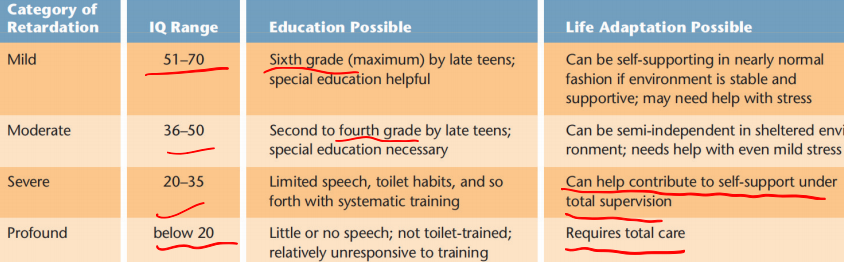 Category of
Retardation
IQ Range
Education Possible
Life Adaptation Possible
Mild
51–70
Sixth grade (maximum) by late teens;
special education helpful
Can be self-supporting in nearly normal
fashion if environment is stable and
supportive; may need help with stress
Moderate
36–50
Second to fourth grade by late teens;
special education necessary
Can be semi-independent in sheltered envi
ronment; needs help with even mild stress
Severe
20–35
Limited speech, toilet habits, and so
forth with systematic training
Can help contribute to self-support under
total supervision
Profound
below 20
Little or no speech; not toilet-trained;
relatively unresponsive to training
Requires total care